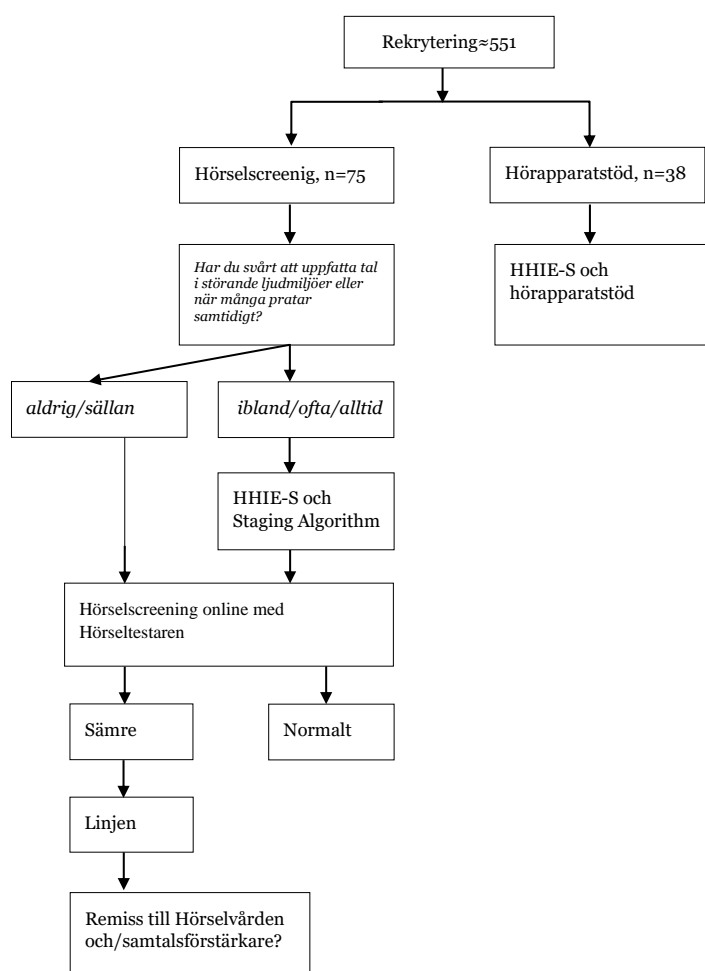 Rekrytering≈551
Hörselscreenig, n=75
Hörapparatstöd, n=38
Har du svårt att uppfatta tal
i störande ljudmiljöer eller
när många pratar
samtidigt?
HHIE-S och
hörapparatstöd
aldrig/sällan
ibland/ofta/alltid
HHIE-S och
Staging Algorithm
Hörselscreening online med
Hörseltestaren
Sämre
Normalt
Linjen
Remiss till Hörselvården
och/samtalsförstärkare?